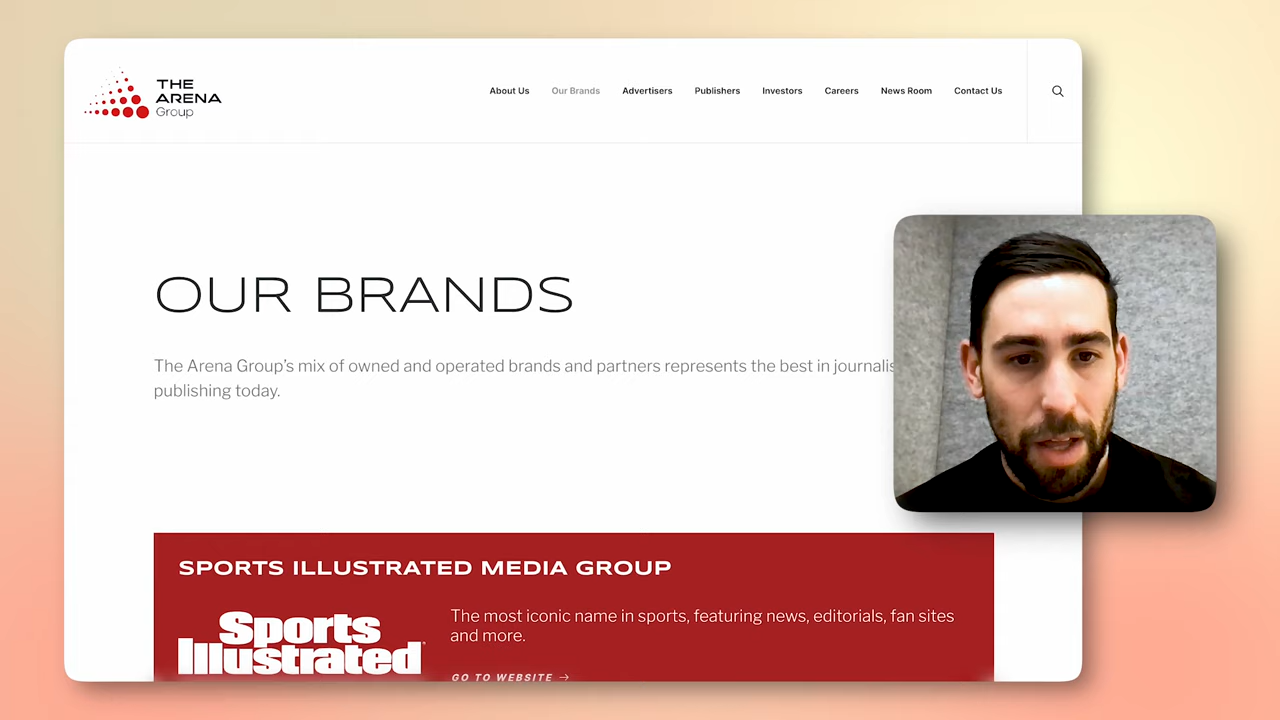 THE
ARENA
Group
About Us
Our Brands
Advertisers
Publishers
Investors
Careers
News Room
Contact Us
OUR BRANDS
The Arena Group's mix of owned and operated brands and partners represents the best in
publishing today.
SPORTS ILLUSTRATED MEDIA GROUP
Sports
Illustrated
The most iconic name in sports, featuring news, editorials, fan sites
and more.
GO TO WEBSITE →